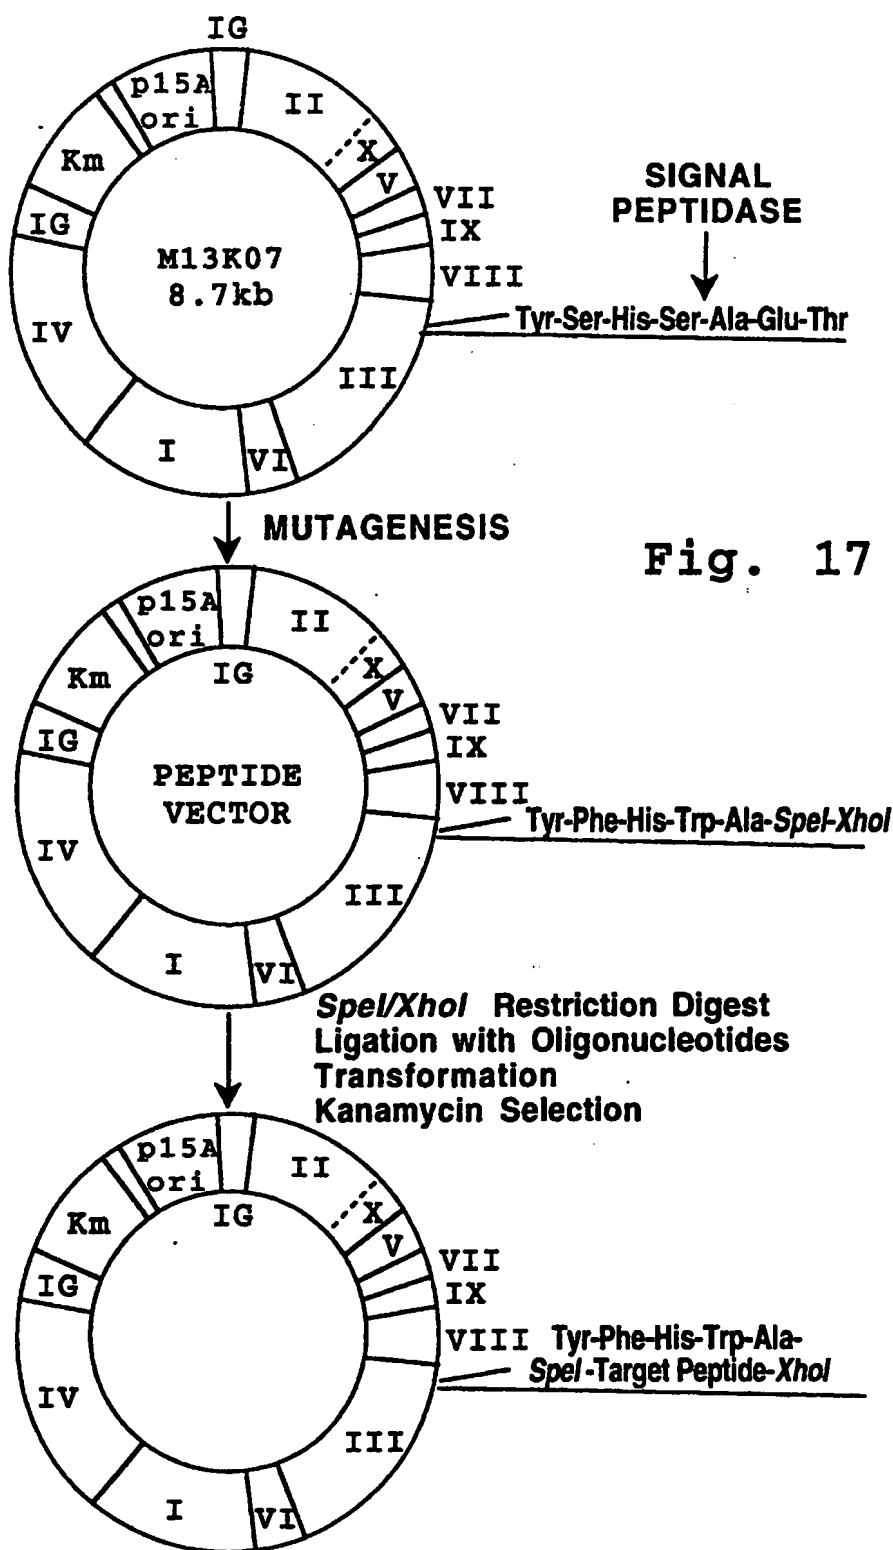 IG
p15A
ori
II
X
Km
V
SIGNAL
PEPTIDASE
VII
IG
IX
M13K07
8.7kb
VIII
Tyr-Ser-His-Ser-Ala-Glu-Thr
IV
III
I
VI
MUTAGENESIS
Fig. 17
p15A
ori
II
IG
X
Km
V
VII
IG
IX
PEPTIDE
VECTOR
VIII
Tyr-Phe-His-Trp-Ala-SpeI-XhoI
IV
III
I
VI
SpeI/XhoI Restriction Digest
Ligation with Oligonucleotides
Transformation
Kanamycin Selection
p15A
ori
II
IG
X
Km
V
VII
IG
IX
VIII
Tyr-Phe-His-Trp-Ala-
SpeI-Target Peptide-XhoI
IV
III
I
VI